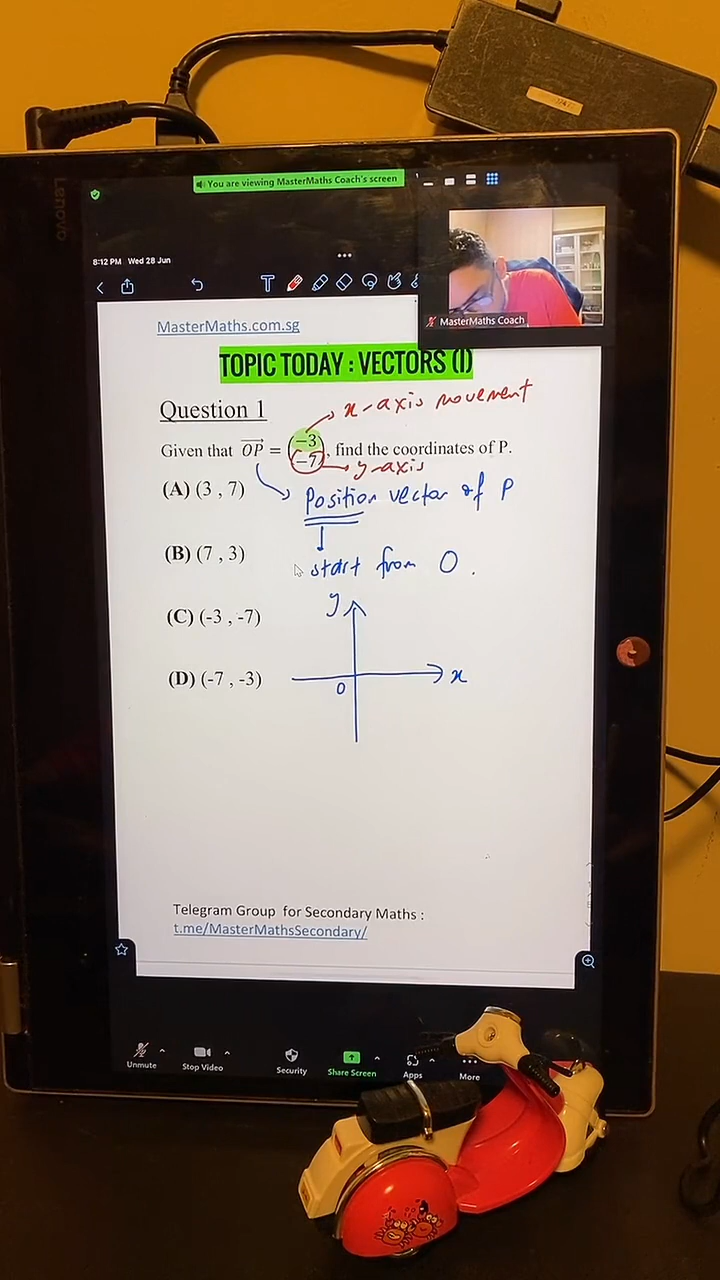 Lenovo
You are viewing MasterMaths Coach's screen
8:12 PM Wed 28 Jun
MasterMaths Coach
MasterMaths.com.sg
TOPIC TODAY : VECTORS (I)
Question 1
x-axis movement
Given that OP = (-3 -7), find the coordinates of P.
y-axis
(A) (3 , 7)
Position vector of P
(B) (7 , 3)
start from O.
(C) (-3 , -7)
y
(D) (-7 , -3)
x
0
Telegram Group for Secondary Maths :
t.me/MasterMathsSecondary/
Unmute
Stop Video
Security
Share Screen
Apps
More